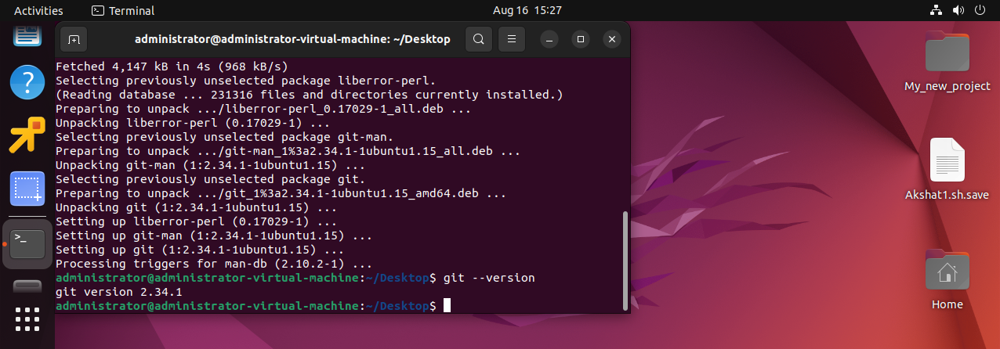 Activities
Terminal
Aug 16 15:27
administrator@administrator-virtual-machine: ~/Desktop
Fetched 4,147 kB in 4s (968 kB/s)
Selecting previously unselected package liberror-perl.
(Reading database ... 231316 files and directories currently installed.)
Preparing to unpack .../liberror-perl_0.17029-1_all.deb ...
Unpacking liberror-perl (0.17029-1) ...
Selecting previously unselected package git-man.
Preparing to unpack .../git-man_1%3a2.34.1-1ubuntu1.15_all.deb ...
Unpacking git-man (1:2.34.1-1ubuntu1.15) ...
Selecting previously unselected package git.
Preparing to unpack .../git_1%3a2.34.1-1ubuntu1.15_amd64.deb ...
Unpacking git (1:2.34.1-1ubuntu1.15) ...
Setting up liberror-perl (0.17029-1) ...
Setting up git-man (1:2.34.1-1ubuntu1.15) ...
Setting up git (1:2.34.1-1ubuntu1.15) ...
Processing triggers for man-db (2.10.2-1) ...
administrator@administrator-virtual-machine:~/Desktop$ git --version
git version 2.34.1
administrator@administrator-virtual-machine:~/Desktop$
My_new_project
Akshat1.sh.save
Home